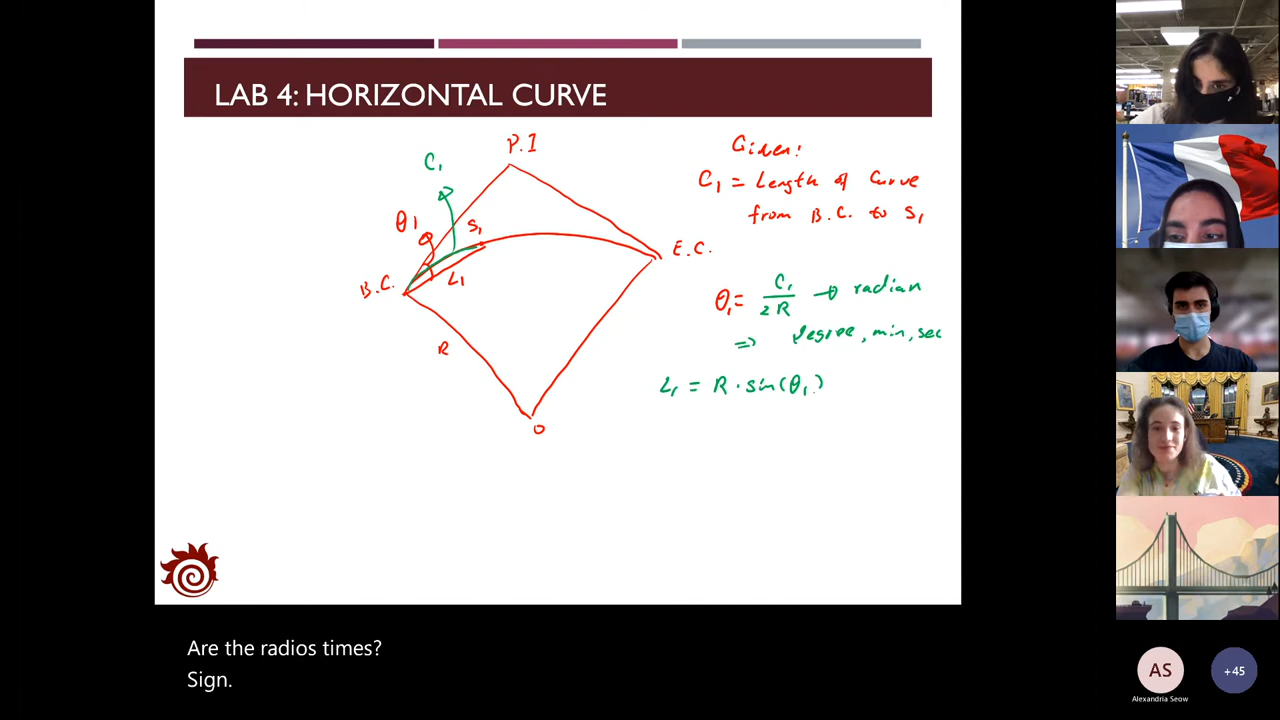 LAB 4: HORIZONTAL CURVE
P.I
C₁
θ₁
S₁
B.C.
L₁
E.C.
R
O
Given:
C₁ = Length of Curve
from B.C. to S₁
θ₁ = C₁/2R → radian
⇒ degree, min, sec
L₁ = R · sin(θ₁)
Are the radios times?
Sign.
AS
Alexandria Seow
+45